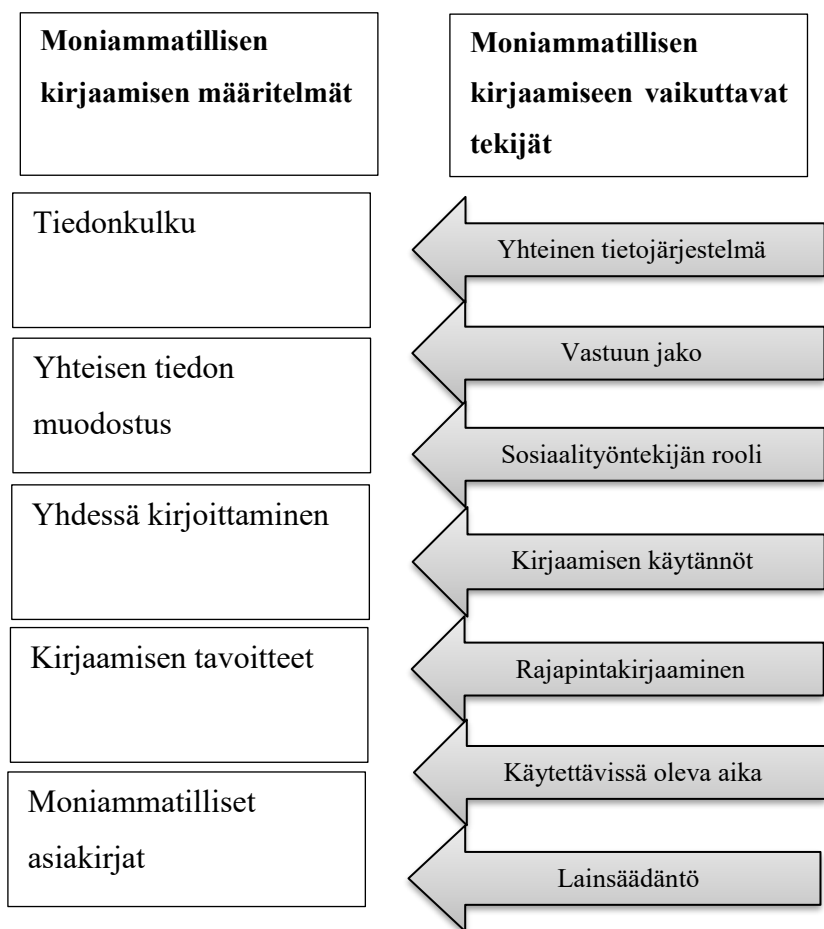 Moniammatillisen
kirjaamisen määritelmät
Moniammatillisen
kirjaamiseen vaikuttavat
tekijät
Tiedonkulku
Yhteisen tiedon
muodostus
Yhdessä kirjoittaminen
Kirjaamisen tavoitteet
Moniammatilliset
asiakirjat
Yhteinen tietojärjestelmä
Vastuun jako
Sosiaalityöntekijän rooli
Kirjaamisen käytännöt
Rajapintakirjaaminen
Käytettävissä oleva aika
Lainsäädäntö